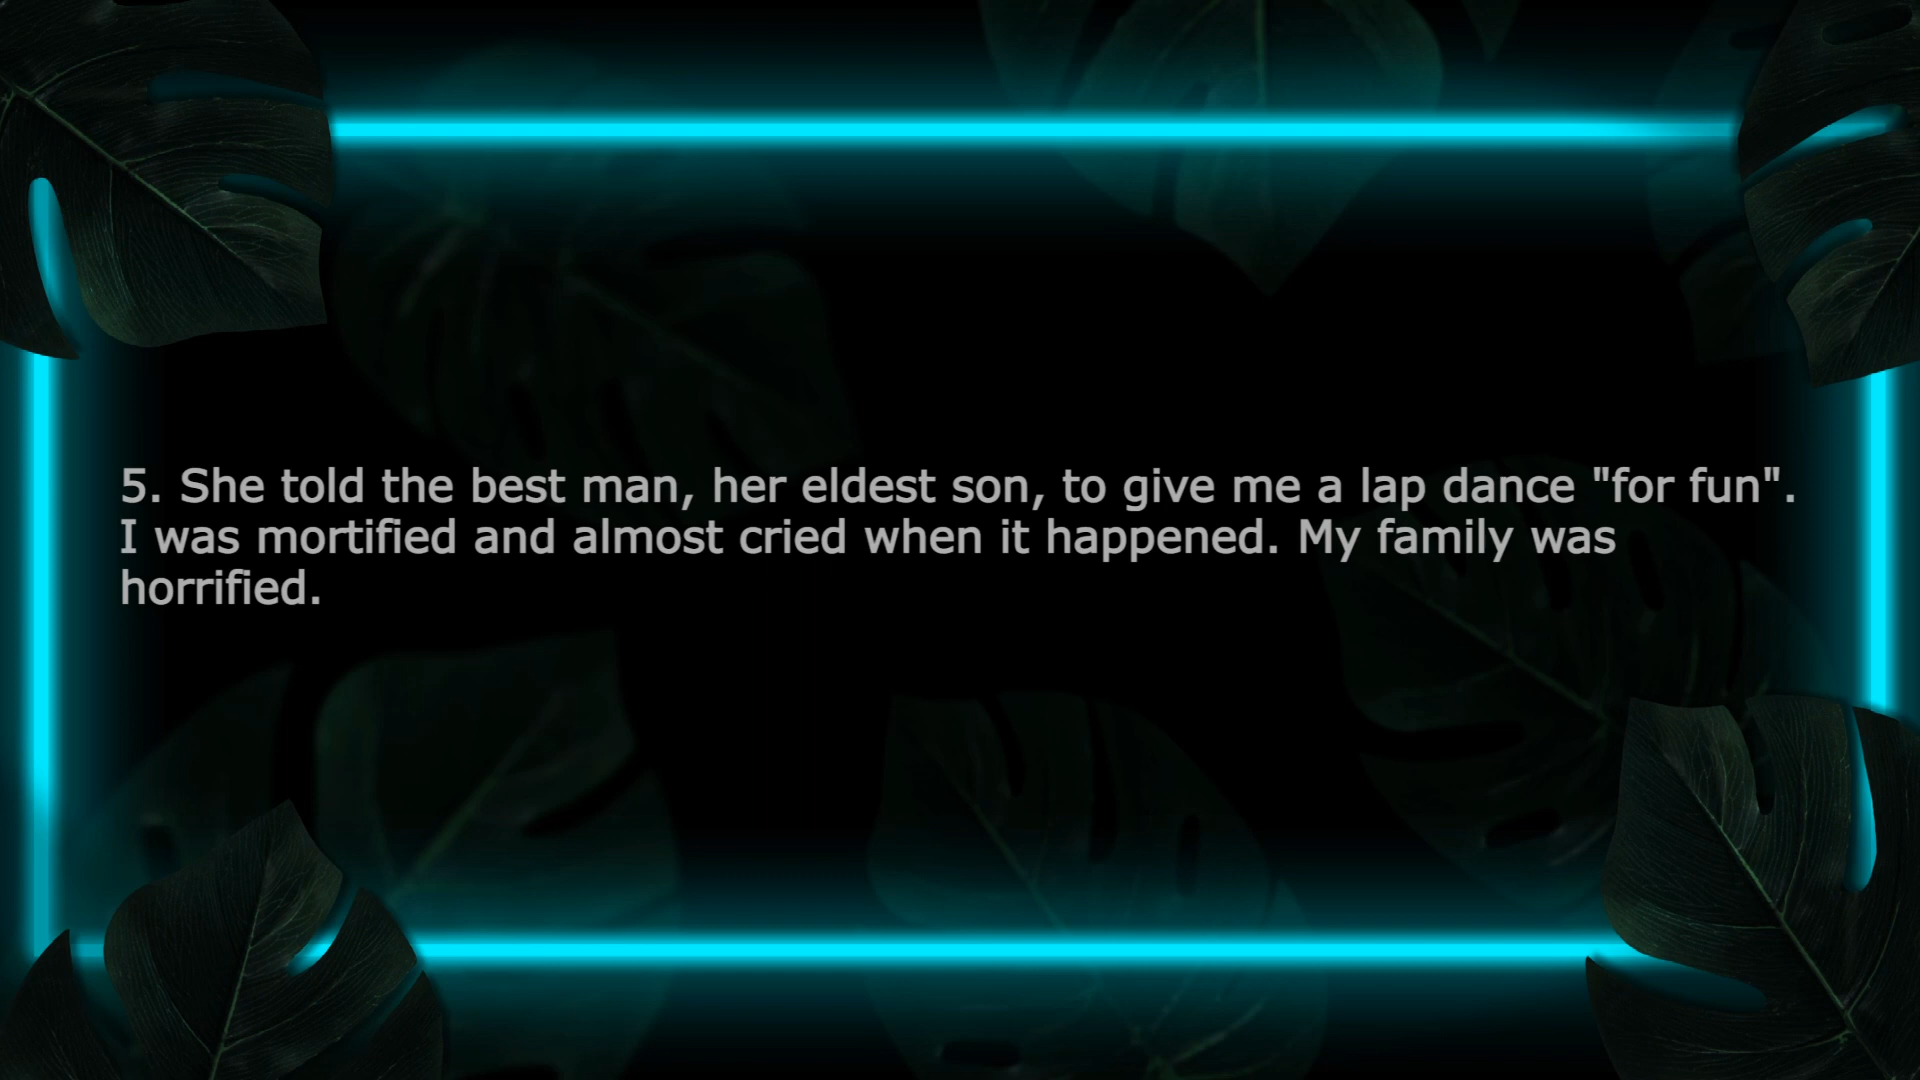 5. She told the best man, her eldest son, to give me a lap dance "for fun".
I was mortified and almost cried when it happened. My family was
horrified.